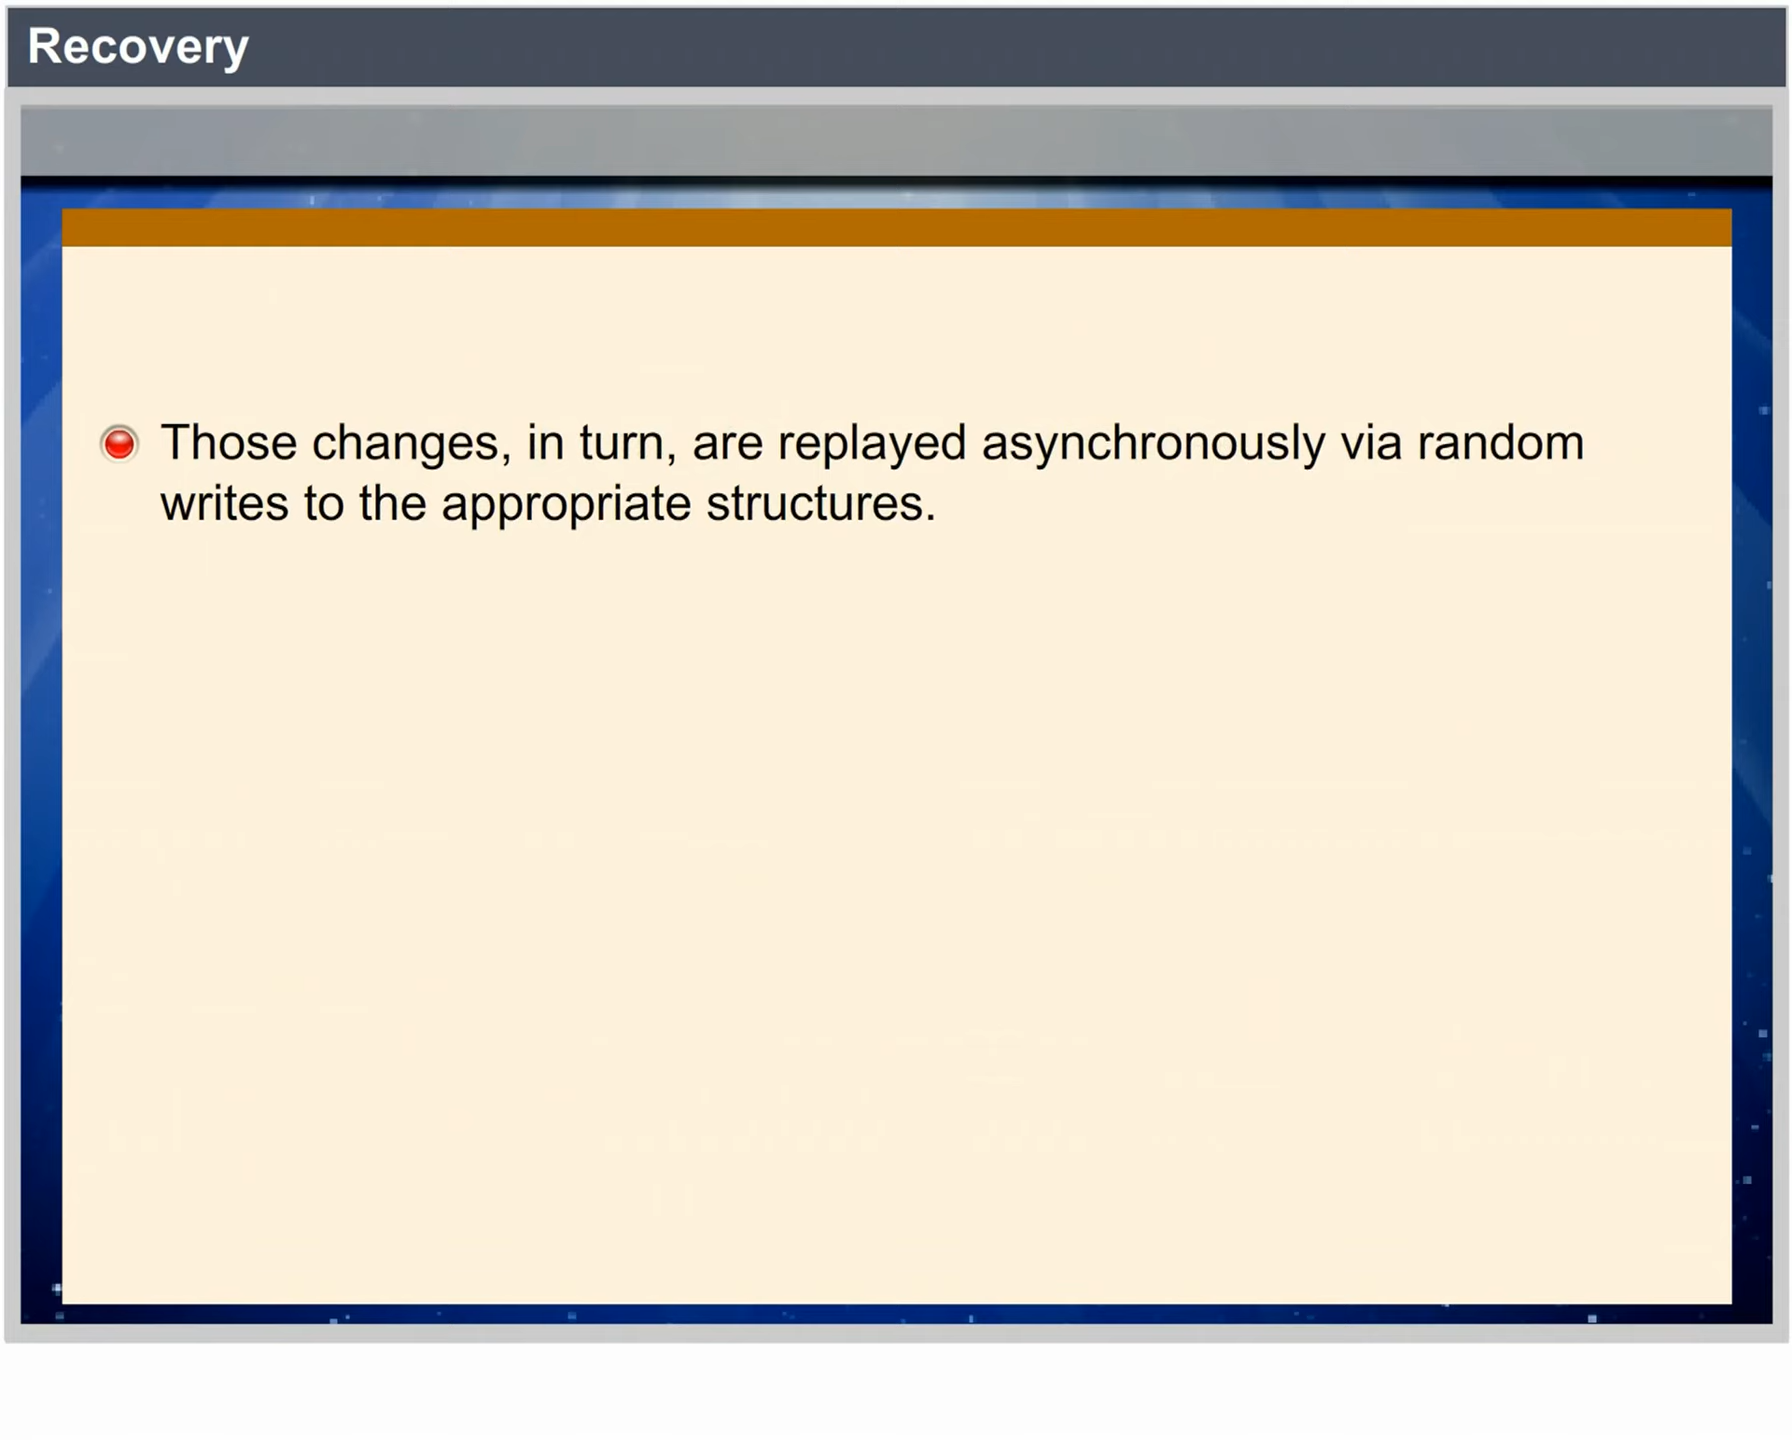 Recovery
Those changes, in turn, are replayed asynchronously via random
writes to the appropriate structures.